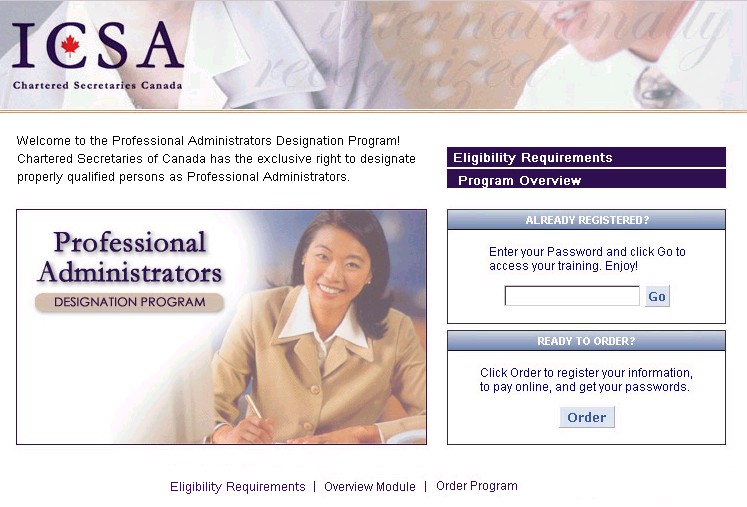 internationally
recognized
ICSA
Chartered Secretaries Canada
Welcome to the Professional Administrators Designation Program!
Chartered Secretaries of Canada has the exclusive right to designate
properly qualified persons as Professional Administrators.
Eligibility Requirements
Program Overview
Professional
Administrators
DESIGNATION PROGRAM
ALREADY REGISTERED?
Enter your Password and click Go to
access your training. Enjoy!
Go
READY TO ORDER?
Click Order to register your information,
to pay online, and get your passwords.
Order
Eligibility Requirements | Overview Module | Order Program